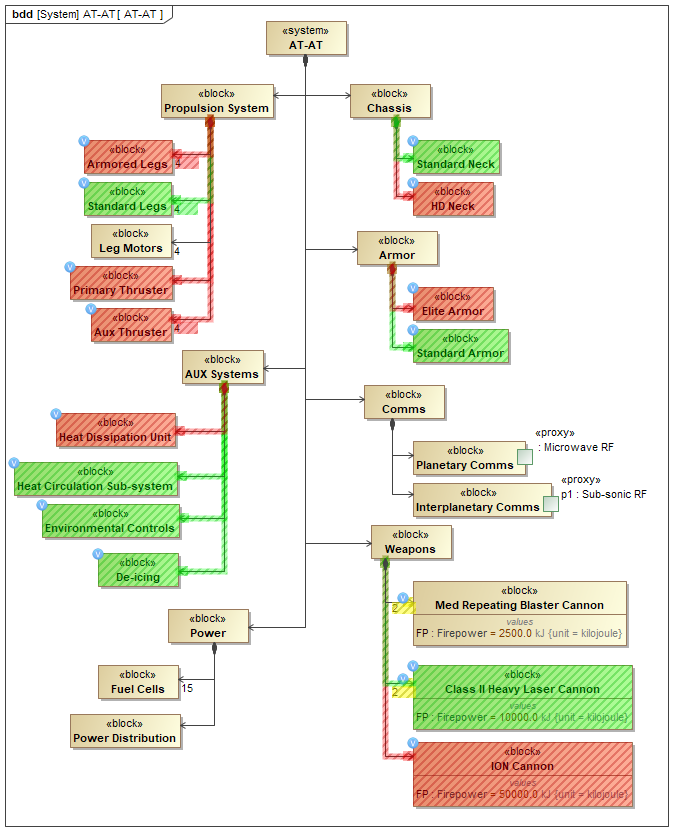 bdd [System] AT-AT [ AT-AT ]
«system»
AT-AT
«block»
Propulsion System
«block»
Chassis
V
«block»
Armored Legs
4
V
«block»
Standard Legs
4
«block»
Leg Motors
4
V
«block»
Primary Thruster
V
«block»
Aux Thruster
4
V
«block»
Standard Neck
V
«block»
HD Neck
«block»
Armor
V
«block»
Elite Armor
V
«block»
Standard Armor
«block»
AUX Systems
V
«block»
Heat Dissipation Unit
V
«block»
Heat Circulation Sub-system
V
«block»
Environmental Controls
V
«block»
De-icing
«block»
Comms
«block»
Planetary Comms
«proxy»
: Microwave RF
«block»
Interplanetary Comms
«proxy»
p1 : Sub-sonic RF
«block»
Weapons
V
2
«block»
Med Repeating Blaster Cannon
values
FP : Firepower = 2500.0 kJ {unit = kilojoule}
V
V
2
«block»
Class II Heavy Laser Cannon
values
FP : Firepower = 10000.0 kJ {unit = kilojoule}
V
«block»
ION Cannon
values
FP : Firepower = 50000.0 kJ {unit = kilojoule}
«block»
Power
«block»
Fuel Cells
15
«block»
Power Distribution